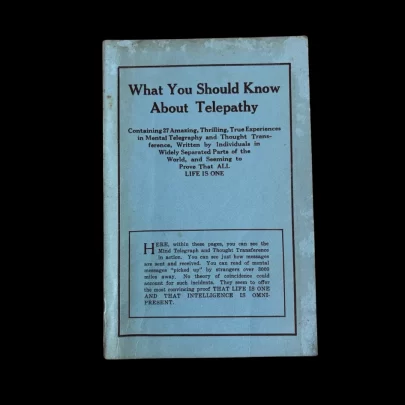 What You Should Know
About Telepathy
Containing 27 Amazing, Thrilling, True Experiences
in Mental Telegraphy and Thought Trans-
ference, Written by Individuals in
Widely Separated Parts of the
World, and Seeming to
Prove That ALL
LIFE IS ONE
HERE, within these pages, you can see the
Mind Telegraph and Thought Transference
in action. You can see just how messages
are sent and received. You can read of mental
messages "picked up" by strangers over
miles away. No theory of coincidence could
account for such incidents. They seem to offer
the most convincing proof THAT LIFE IS ONE
AND THAT INTELLIGENCE IS OMNI-
PRESENT.